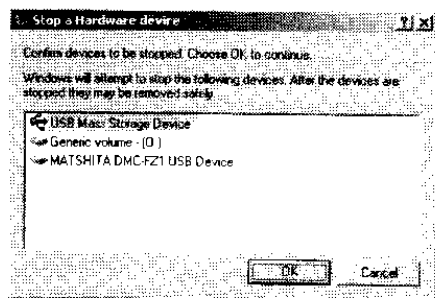 Stop a Hardware device
Confirm devices to be stopped. Choose OK to continue.
Windows will attempt to stop the following devices. After the devices are
stopped they may be removed safely.
USB Mass Storage Device
Generic volume - (D:)
MATSHITA DMC-FZ1 USB Device
OK Cancel